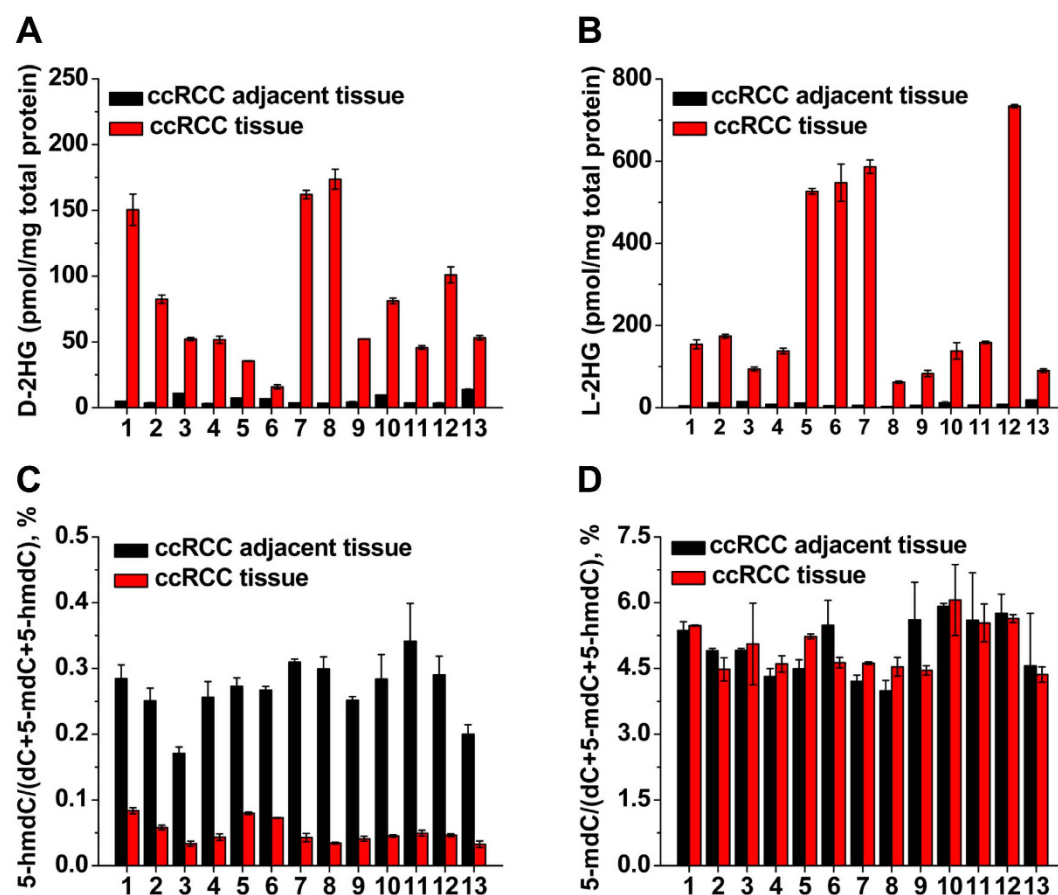 A
D-2HG (pmol/mg total protein)
250
200
150
100
50
0
ccRCC adjacent tissue
ccRCC tissue
1 2 3 4 5 6 7 8 9 10 11 12 13
B
L-2HG (pmol/mg total protein)
800
600
400
200
0
ccRCC adjacent tissue
ccRCC tissue
1 2 3 4 5 6 7 8 9 10 11 12 13
C
5-hmdC/(dC+5-mdC+5-hmdC), %
0.5
0.4
0.3
0.2
0.1
0.0
ccRCC adjacent tissue
ccRCC tissue
1 2 3 4 5 6 7 8 9 10 11 12 13
D
5-mdC/(dC+5-mdC+5-hmdC), %
7.5
6.0
4.5
3.0
1.5
0.0
ccRCC adjacent tissue
ccRCC tissue
1 2 3 4 5 6 7 8 9 10 11 12 13